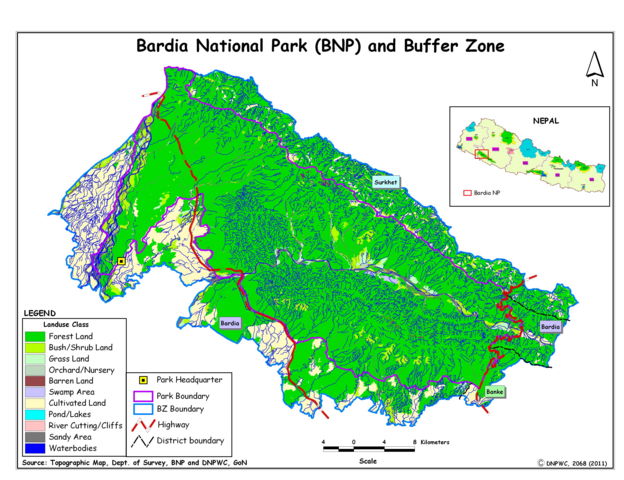 Bardia National Park (BNP) and Buffer Zone
N
NEPAL
Bardia NP
Surkhet
Bardia
Bardia
Banke
LEGEND
Landuse Class
Forest Land
Bush/Shrub Land
Grass Land
Orchard/Nursery
Barren Land
Swamp Area
Cultivated Land
Pond/Lakes
River Cutting/Cliffs
Sandy Area
Waterbodies
Park Headquarter
Park Boundary
BZ Boundary
Highway
District boundary
4 0 4 8 Kilometers
Scale
Source: Topographic Map, Dept. of Survey, BNP and DNPWC, GoN
© DNPWC, 2068 (2011)